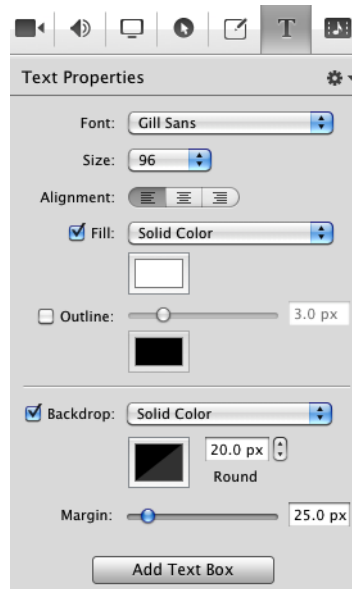 T
Text Properties
Font: Gill Sans
Size: 96
Alignment:
Fill: Solid Color
Outline: 3.0 px
Backdrop: Solid Color
20.0 px
Round
Margin: 25.0 px
Add Text Box